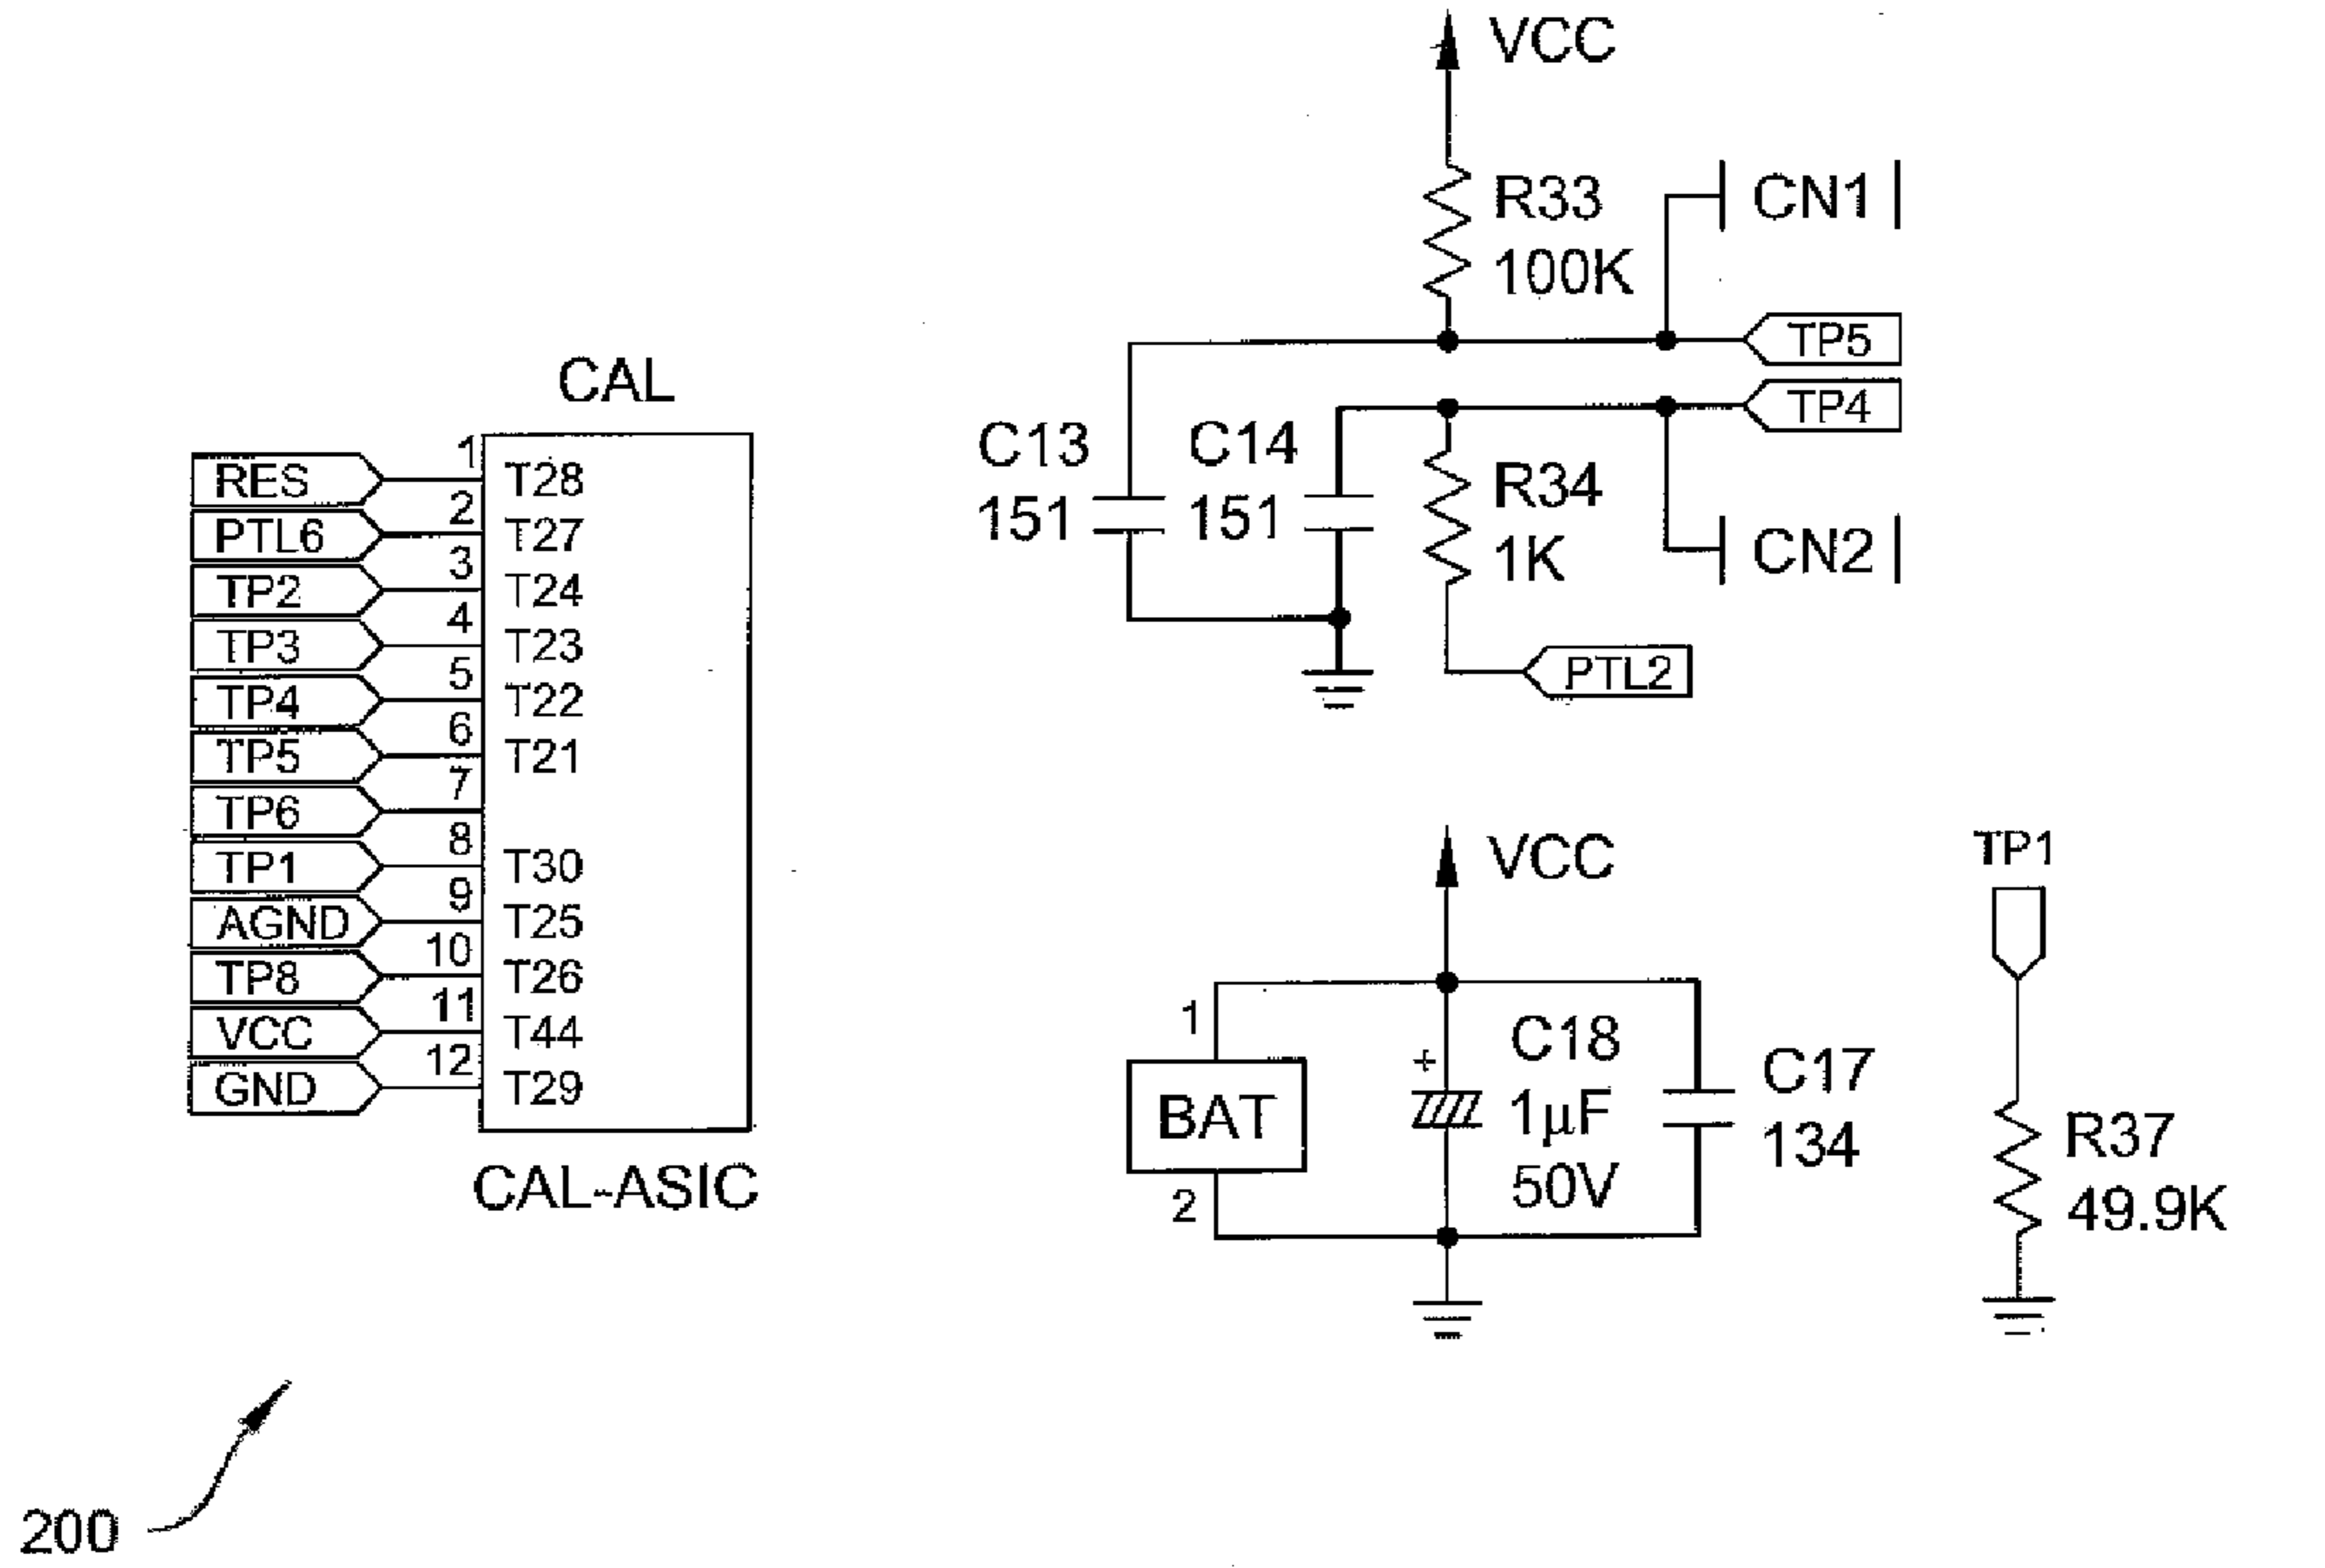 CAL
RES 1 T28
PTL6 2 T27
TP2 3 T24
TP3 4 T23
TP4 5 T22
TP5 6 T21
TP6 7
TP1 8 T30
AGND 9 T25
TP8 10 T26
VCC 11 T44
GND 12 T29
CAL-ASIC
200
VCC
R33
100K
CN1
TP5
TP4
C13
151
C14
151
R34
1K
CN2
PTL2
VCC
1
BAT
2
+
C18
1µF
50V
C17
134
TP1
R37
49.9K